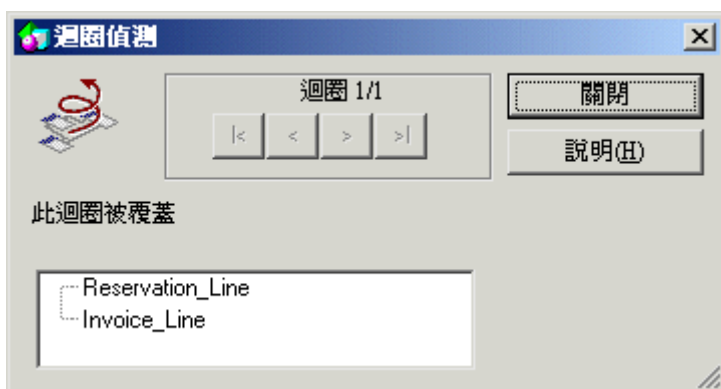 迴圈偵測
迴圈 1/1
|< < > >|
關閉
說明(H)
此迴圈被覆蓋
Reservation_Line
Invoice_Line